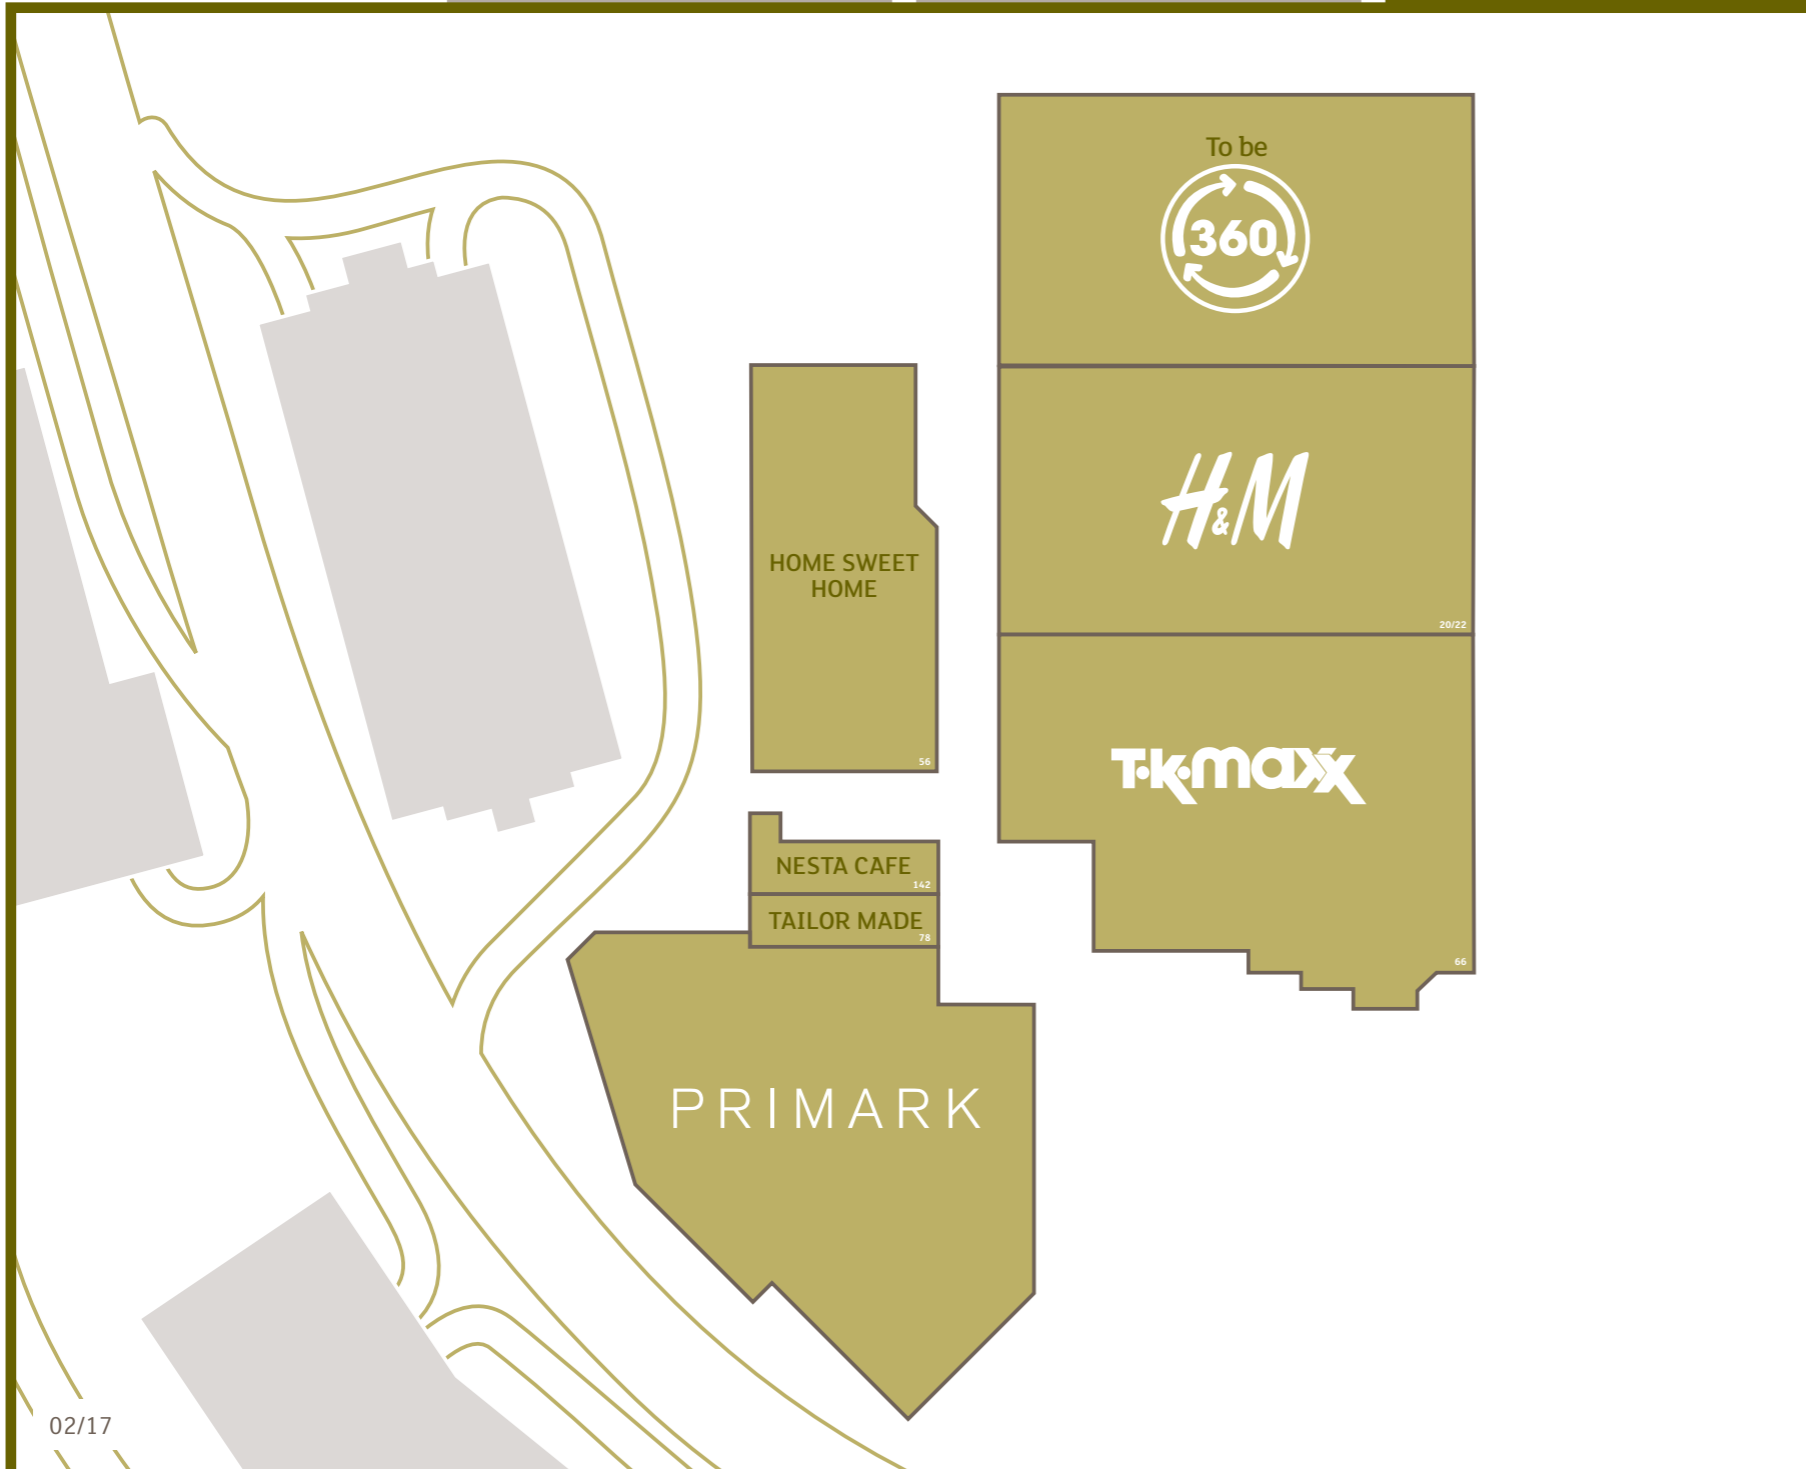 To be
360
H&M
20/22
HOME SWEET
HOME
56
T·K·maxx
66
NESTA CAFE
142
TAILOR MADE
78
PRIMARK
02/17